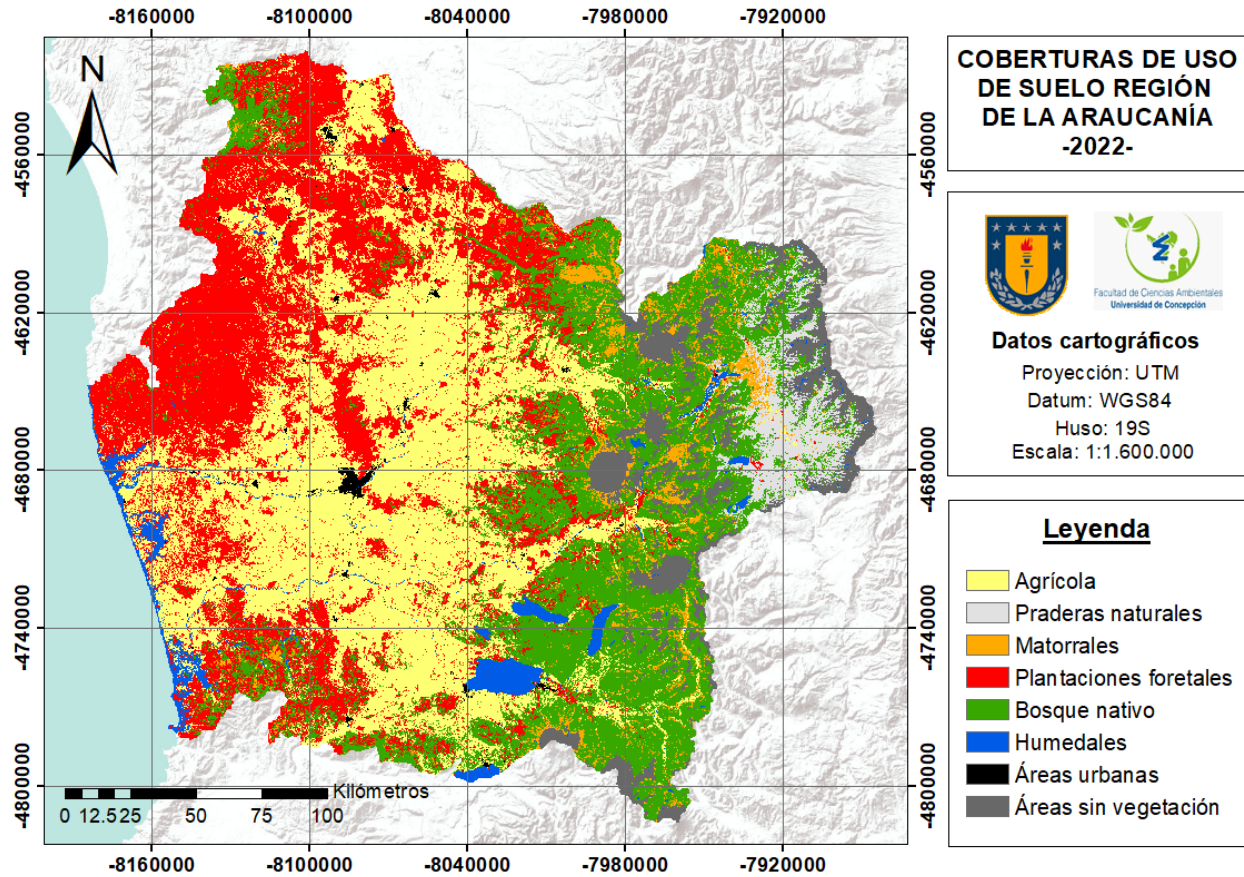 -8160000 -8100000 -8040000 -7980000 -7920000
N
-4560000 -4560000
-4620000 -4620000
-4680000 -4680000
-4740000 -4740000
-4800000 -4800000
Kilómetros
0 12.5 25 50 75 100
-8160000 -8100000 -8040000 -7980000 -7920000
COBERTURAS DE USO
DE SUELO REGIÓN
DE LA ARAUCANÍA
-2022-
Facultad de Ciencias Ambientales
Universidad de Concepción
Datos cartográficos
Proyección: UTM
Datum: WGS84
Huso: 19S
Escala: 1:1.600.000
Leyenda
Agrícola
Praderas naturales
Matorrales
Plantaciones foretales
Bosque nativo
Humedales
Áreas urbanas
Áreas sin vegetación